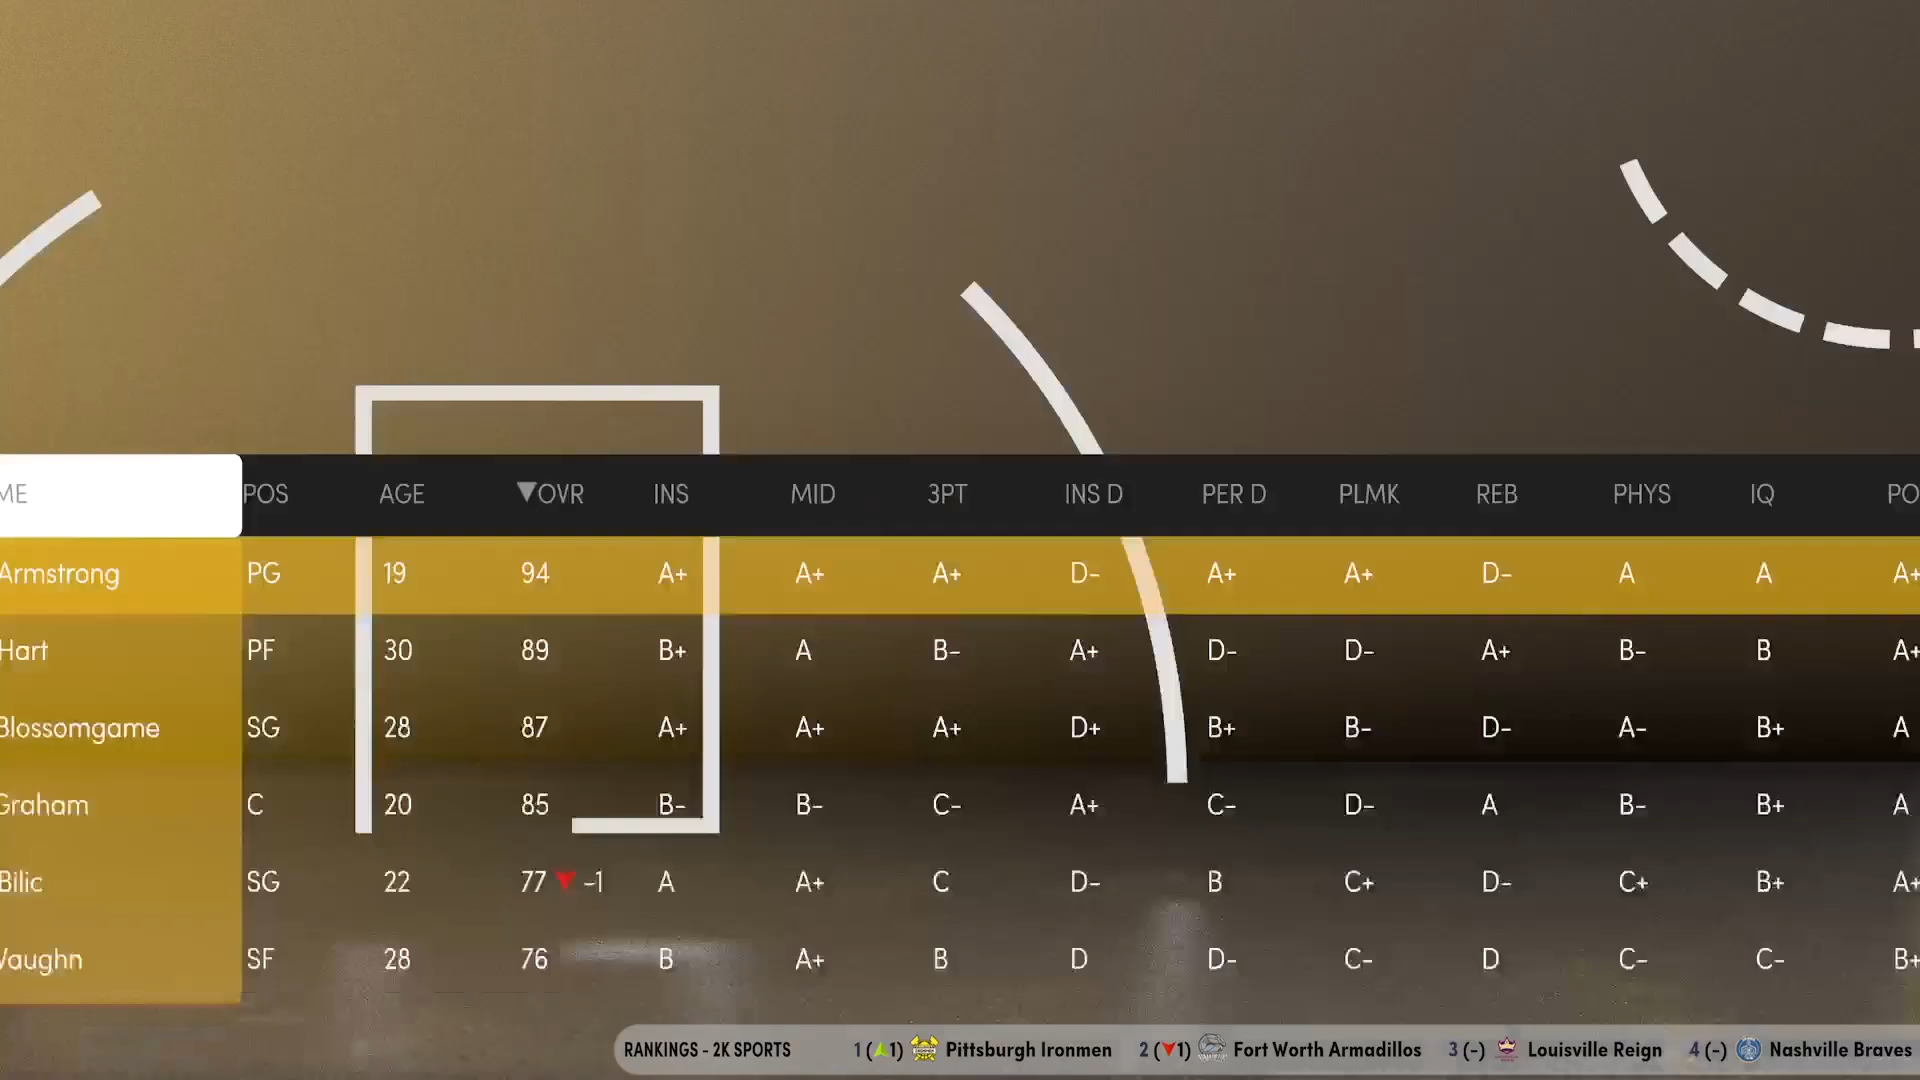 ME POS AGE ▼OVR INS MID 3PT INS D PER D PLMK REB PHYS IQ PO
Armstrong PG 19 94 A+ A+ A+ D- A+ A+ D- A A A+
Hart PF 30 89 B+ A B- A+ D- D- A+ B- B A+
Blossomgame SG 28 87 A+ A+ A+ D+ B+ B- D- A- B+ A
Graham C 20 85 B- B- C- A+ C- D- A B- B+ A
Bilic SG 22 77 ▼ -1 A A+ C D- B C+ D- C+ B+ A+
Vaughn SF 28 76 B A+ B D D- C- D C- C- B+
RANKINGS - 2K SPORTS 1 (▲1) Pittsburgh Ironmen 2 (▼1) Fort Worth Armadillos 3 (-) Louisville Reign 4 (-) Nashville Braves